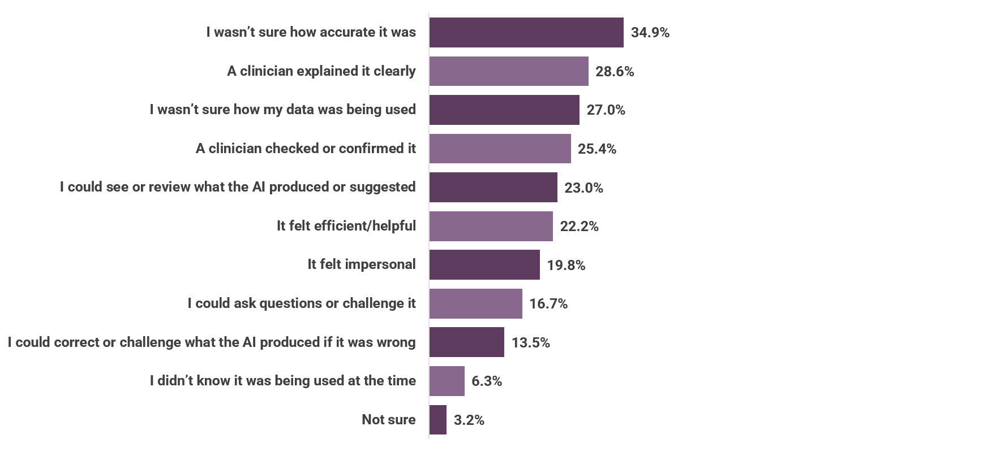 I wasn’t sure how accurate it was 34.9%
A clinician explained it clearly 28.6%
I wasn’t sure how my data was being used 27.0%
A clinician checked or confirmed it 25.4%
I could see or review what the AI produced or suggested 23.0%
It felt efficient/helpful 22.2%
It felt impersonal 19.8%
I could ask questions or challenge it 16.7%
I could correct or challenge what the AI produced if it was wrong 13.5%
I didn’t know it was being used at the time 6.3%
Not sure 3.2%